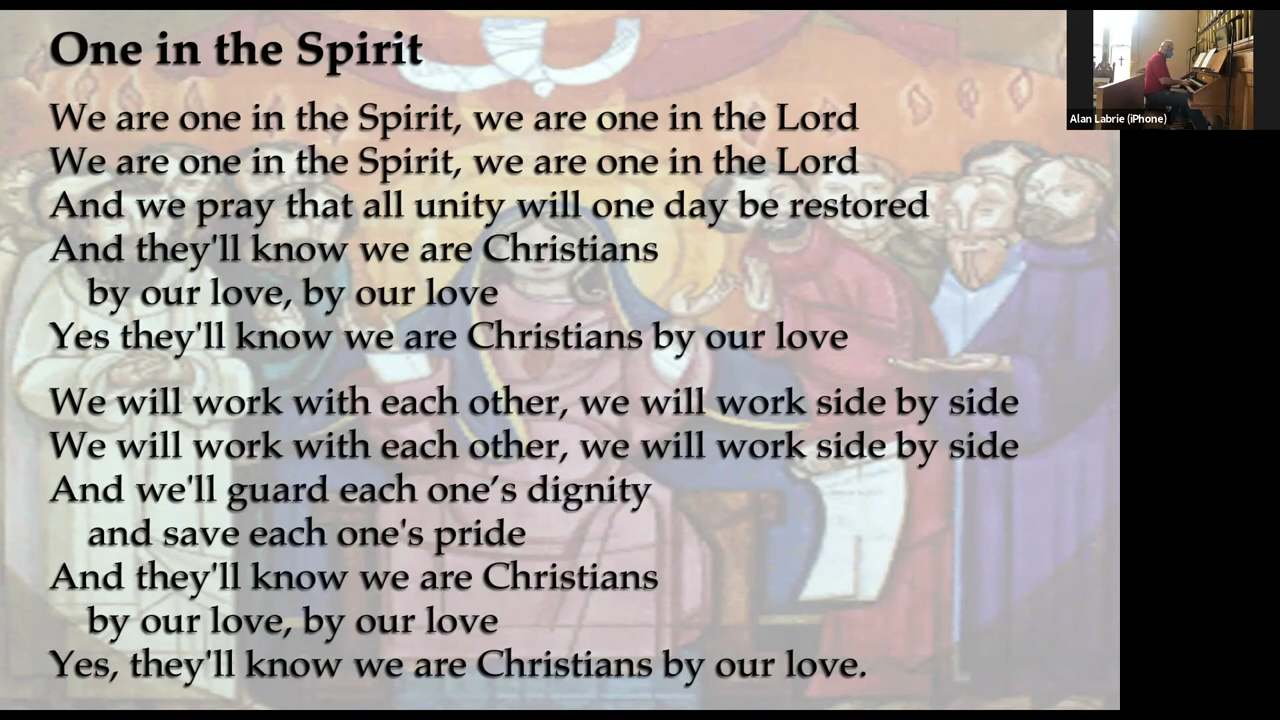 One in the Spirit
We are one in the Spirit, we are one in the Lord
We are one in the Spirit, we are one in the Lord
And we pray that all unity will one day be restored
And they'll know we are Christians
by our love, by our love
Yes they'll know we are Christians by our love
We will work with each other, we will work side by side
We will work with each other, we will work side by side
And we'll guard each one’s dignity
and save each one's pride
And they'll know we are Christians
by our love, by our love
Yes, they'll know we are Christians by our love.
Alan Labrie (iPhone)